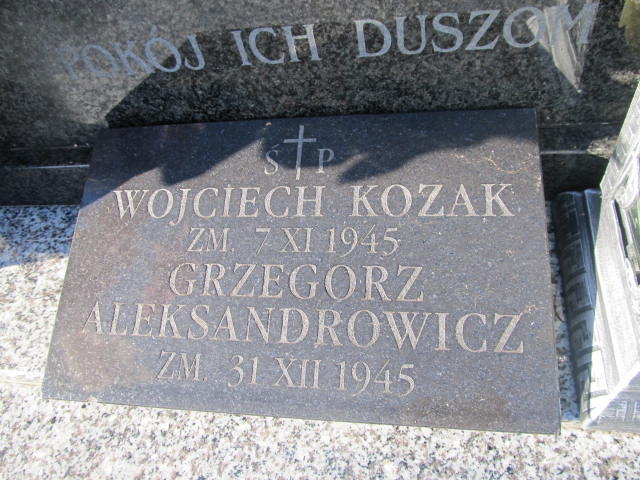 POKÓJ ICH DUSZOM
Ś P
WOJCIECH KOZAK
ZM. 7 XI 1945
GRZEGORZ
ALEKSANDROWICZ
ZM. 31 XII 1945